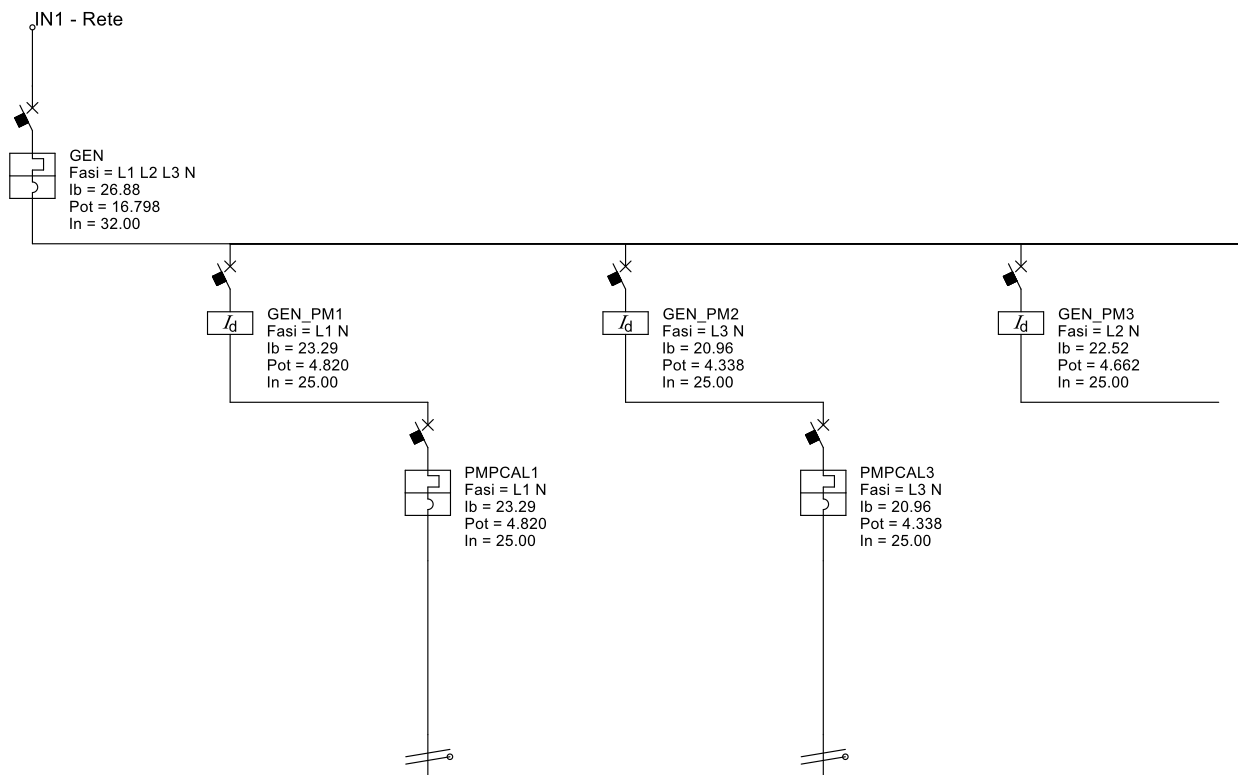 IN1 - Rete
GEN
Fasi = L1 L2 L3 N
Ib = 26.88
Pot = 16.798
In = 32.00
Id
GEN_PM1
Fasi = L1 N
Ib = 23.29
Pot = 4.820
In = 25.00
Id
GEN_PM2
Fasi = L3 N
Ib = 20.96
Pot = 4.338
In = 25.00
Id
GEN_PM3
Fasi = L2 N
Ib = 22.52
Pot = 4.662
In = 25.00
PMPCAL1
Fasi = L1 N
Ib = 23.29
Pot = 4.820
In = 25.00
PMPCAL3
Fasi = L3 N
Ib = 20.96
Pot = 4.338
In = 25.00